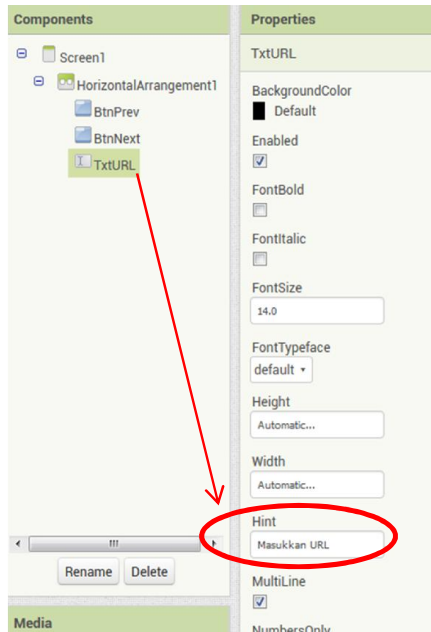 Components
Screen1
HorizontalArrangement1
BtnPrev
BtnNext
TxtURL
Rename
Delete
Media
Properties
TxtURL
BackgroundColor
Default
Enabled
FontBold
FontItalic
FontSize
14.0
FontTypeface
default
Height
Automatic...
Width
Automatic...
Hint
Masukkan URL
MultiLine
NumbersOnly